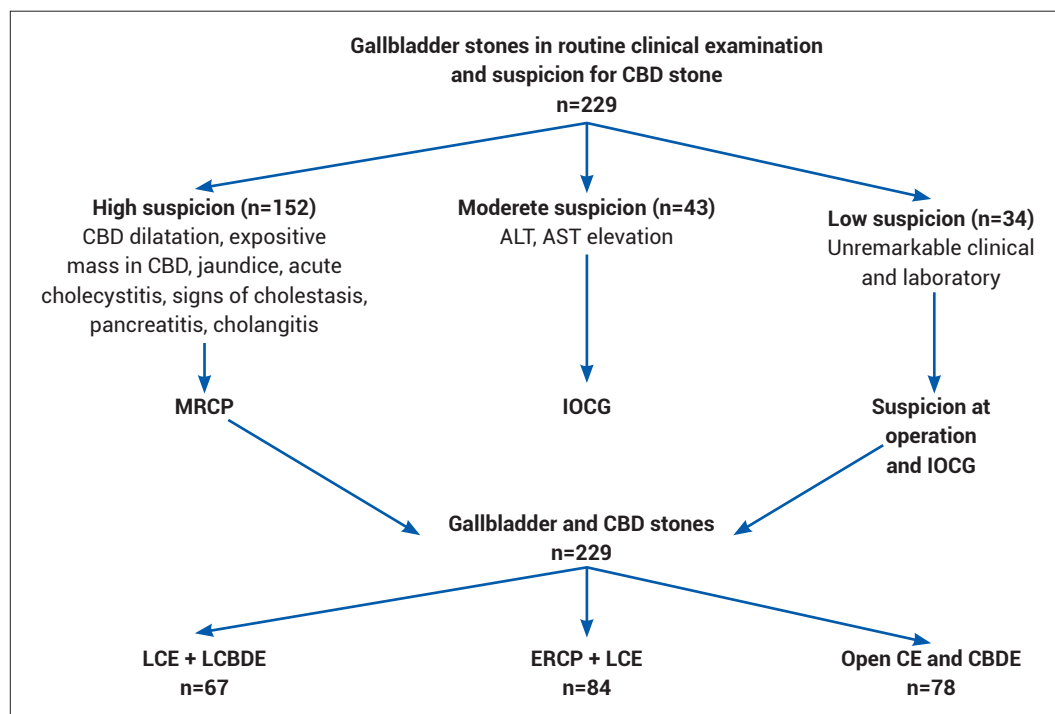 Gallbladder stones in routine clinical examination
and suspicion for CBD stone
n=229
High suspicion (n=152)
CBD dilatation, expositive
mass in CBD, jaundice, acute
cholecystitis, signs of cholestasis,
pancreatitis, cholangitis
Moderete suspicion (n=43)
ALT, AST elevation
Low suspicion (n=34)
Unremarkable clinical
and laboratory
MRCP
IOCG
Suspicion at
operation
and IOCG
Gallbladder and CBD stones
n=229
LCE + LCBDE
n=67
ERCP + LCE
n=84
Open CE and CBDE
n=78